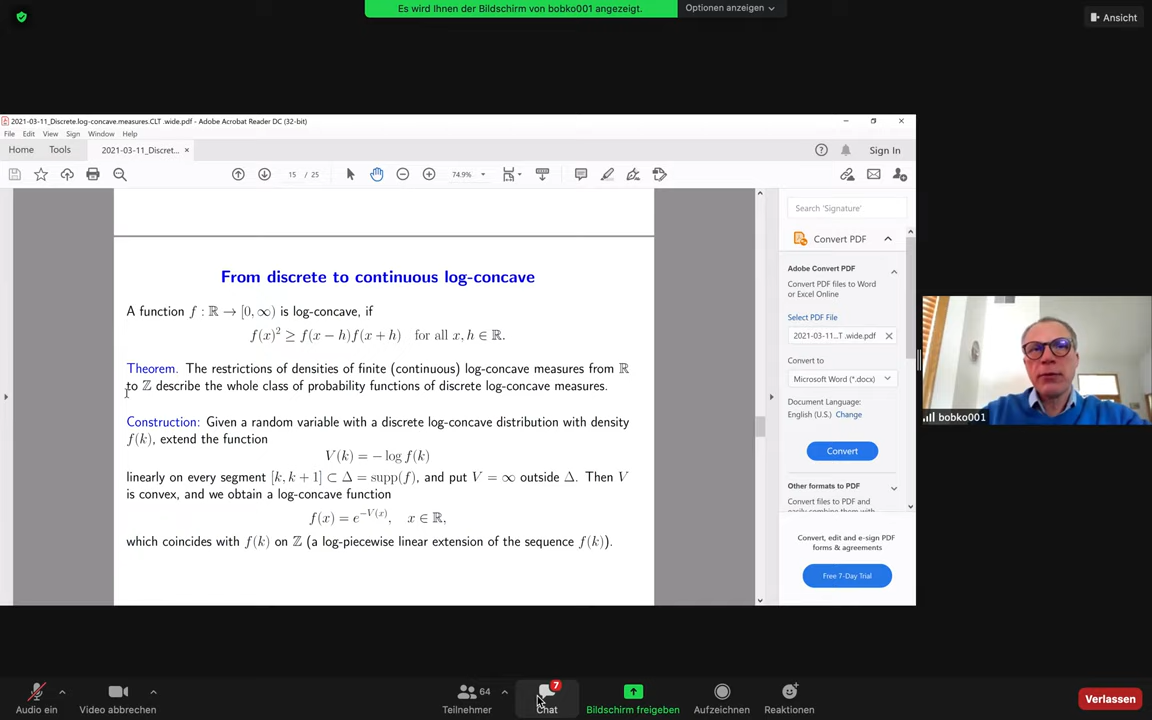 Es wird Ihnen der Bildschirm von bobko001 angezeigt.
Optionen anzeigen
Ansicht
2021-03-11_Discrete.log-concave.measures.CLT .wide.pdf - Adobe Acrobat Reader DC (32-bit)
File Edit View Sign Window Help
Home Tools 2021-03-11_Discret... × Sign In
15 / 25 74.9%
From discrete to continuous log-concave
A function f : ℝ → [0, ∞) is log-concave, if
f(x)² ≥ f(x − h)f(x + h) for all x, h ∈ ℝ.
Theorem. The restrictions of densities of finite (continuous) log-concave measures from ℝ
to ℤ describe the whole class of probability functions of discrete log-concave measures.
Construction: Given a random variable with a discrete log-concave distribution with density
f(k), extend the function
V(k) = − log f(k)
linearly on every segment [k, k + 1] ⊂ Δ = supp(f), and put V = ∞ outside Δ. Then V
is convex, and we obtain a log-concave function
f(x) = e^{−V(x)}, x ∈ ℝ,
which coincides with f(k) on ℤ (a log-piecewise linear extension of the sequence f(k)).
Search 'Signature'
Convert PDF
Adobe Convert PDF
Convert PDF files to Word
or Excel Online
Select PDF File
2021-03-11...T .wide.pdf
Convert to
Microsoft Word (*.docx)
Document Language:
English (U.S.) Change
Convert
Other formats to PDF
Convert files to PDF and
Convert, edit and e-sign PDF
forms & agreements
Free 7-Day Trial
bobko001
Audio ein
Video abbrechen
64
Teilnehmer
7
Chat
Bildschirm freigeben
Aufzeichnen
Reaktionen
Verlassen